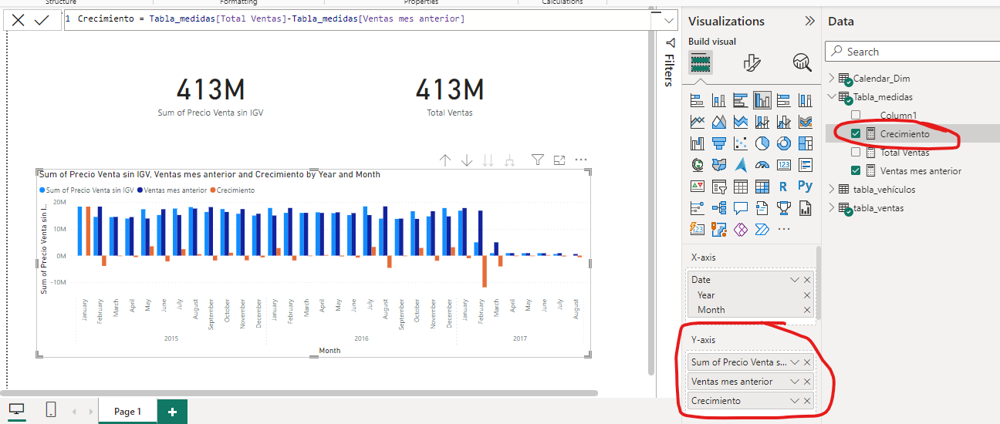 Structure
Formatting
Properties
Calculations
1 Crecimiento = Tabla_medidas[Total Ventas]-Tabla_medidas[Ventas mes anterior]
413M
Sum of Precio Venta sin IGV
413M
Total Ventas
Sum of Precio Venta sin IGV, Ventas mes anterior and Crecimiento by Year and Month
Sum of Precio Venta sin IGV Ventas mes anterior Crecimiento
Sum of Precio Venta sin I...
20M
10M
0M
-10M
January
February
March
April
May
June
July
August
September
October
November
December
January
February
March
April
May
June
July
August
September
October
November
December
January
February
March
April
May
June
July
August
2015
2016
2017
Month
Page 1
Filters
Visualizations
Build visual
123
R
Py
123
X-axis
Date
Year
Month
Y-axis
Sum of Precio Venta s...
Ventas mes anterior
Crecimiento
Data
Search
Calendar_Dim
Tabla_medidas
Column1
Crecimiento
Total Ventas
Ventas mes anterior
tabla_vehículos
tabla_ventas